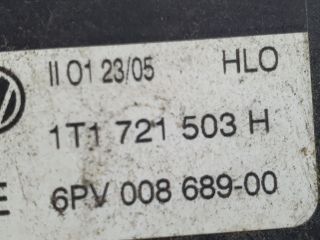 II 01 23/05 HLO
1T1 721 503 H
E 6PV 008 689-00